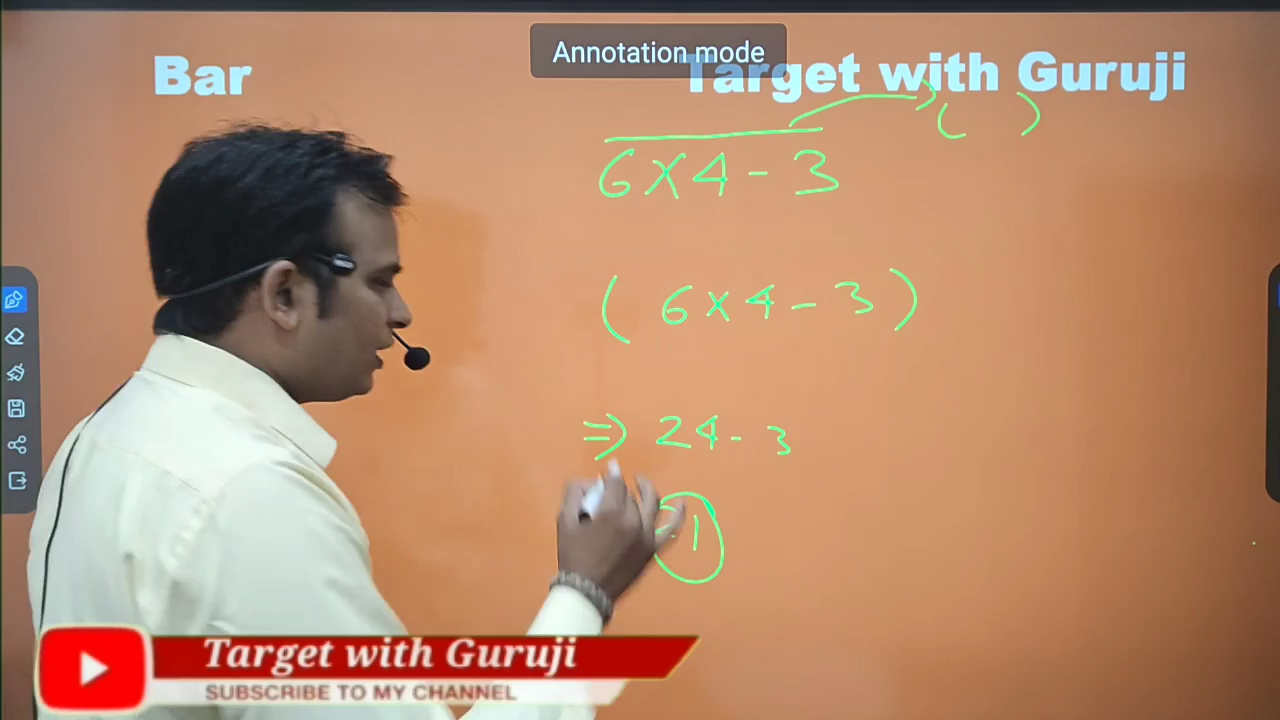 Annotation mode
Bar
Target with Guruji
( )
6×4-3
(6×4-3)
⇒ 24-3
Target with Guruji
SUBSCRIBE TO MY CHANNEL